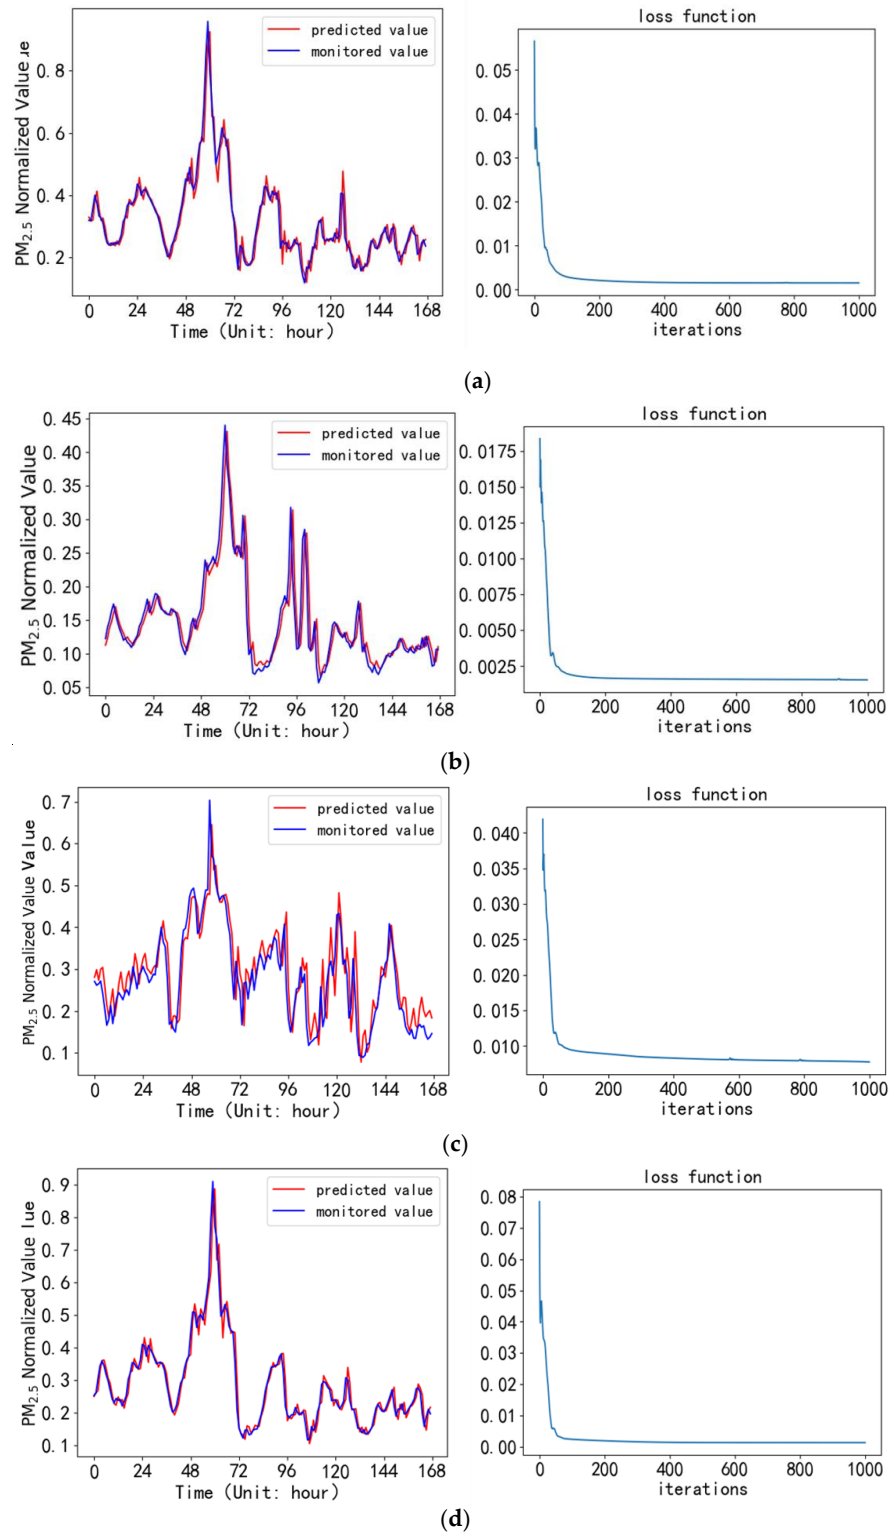 loss function
predicted value
monitored value
PM2.5 Normalized Value ue
0.8
0.6
0.4
0.2
0 24 48 72 96 120 144 168
Time (Unit: hour)
0.05
0.04
0.03
0.02
0.01
0.00
0 200 400 600 800 1000
iterations
(a)
loss function
predicted value
monitored value
PM2.5 Normalized Value
0.45
0.40
0.35
0.30
0.25
0.20
0.15
0.10
0.05
0 24 48 72 96 120 144 168
Time (Unit: hour)
0.0175
0.0150
0.0125
0.0100
0.0075
0.0050
0.0025
0 200 400 600 800 1000
iterations
(b)
loss function
predicted value
monitored value
PM2.5 Normalized Value Value
0.7
0.6
0.5
0.4
0.3
0.2
0.1
0 24 48 72 96 120 144 168
Time (Unit: hour)
0.040
0.035
0.030
0.025
0.020
0.015
0.010
0 200 400 600 800 1000
iterations
(c)
loss function
predicted value
monitored value
PM2.5 Normalized Value lue
0.9
0.8
0.7
0.6
0.5
0.4
0.3
0.2
0.1
0 24 48 72 96 120 144 168
Time (Unit: hour)
0.08
0.07
0.06
0.05
0.04
0.03
0.02
0.01
0.00
0 200 400 600 800 1000
iterations
(d)